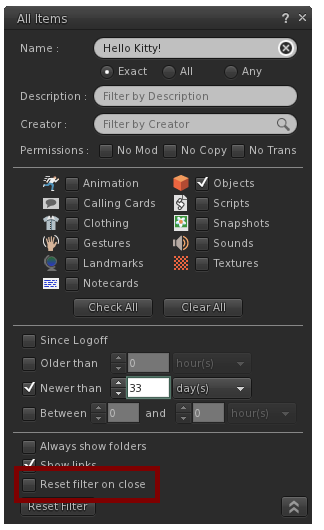 All Items ? ×
Name : Hello Kitty!
Exact All Any
Description : Filter by Description
Creator : Filter by Creator
Permissions : No Mod No Copy No Trans
Animation Objects
Calling Cards Scripts
Clothing Snapshots
Gestures Sounds
Landmarks Textures
Notecards
Check All Clear All
Since Logoff
Older than 0 hour(s)
Newer than 33 day(s)
Between 0 and 0 hour(s)
Always show folders
Show links
Reset filter on close
Reset Filter